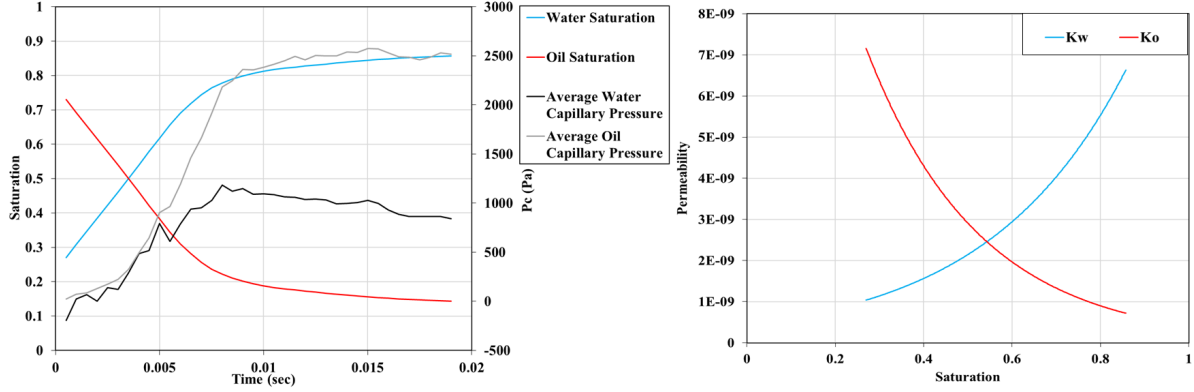 1
0.9
0.8
0.7
0.6
0.5
0.4
0.3
0.2
0.1
0
Saturation
0
0.005
0.01
0.015
0.02
Time (sec)
3000
2500
2000
1500
1000
500
0
-500
Pc (Pa)
Water Saturation
Oil Saturation
Average Water
Capillary Pressure
Average Oil
Capillary Pressure
8E-09
7E-09
6E-09
5E-09
4E-09
3E-09
2E-09
1E-09
0
Permeability
0
0.2
0.4
0.6
0.8
1
Saturation
Kw
Ko